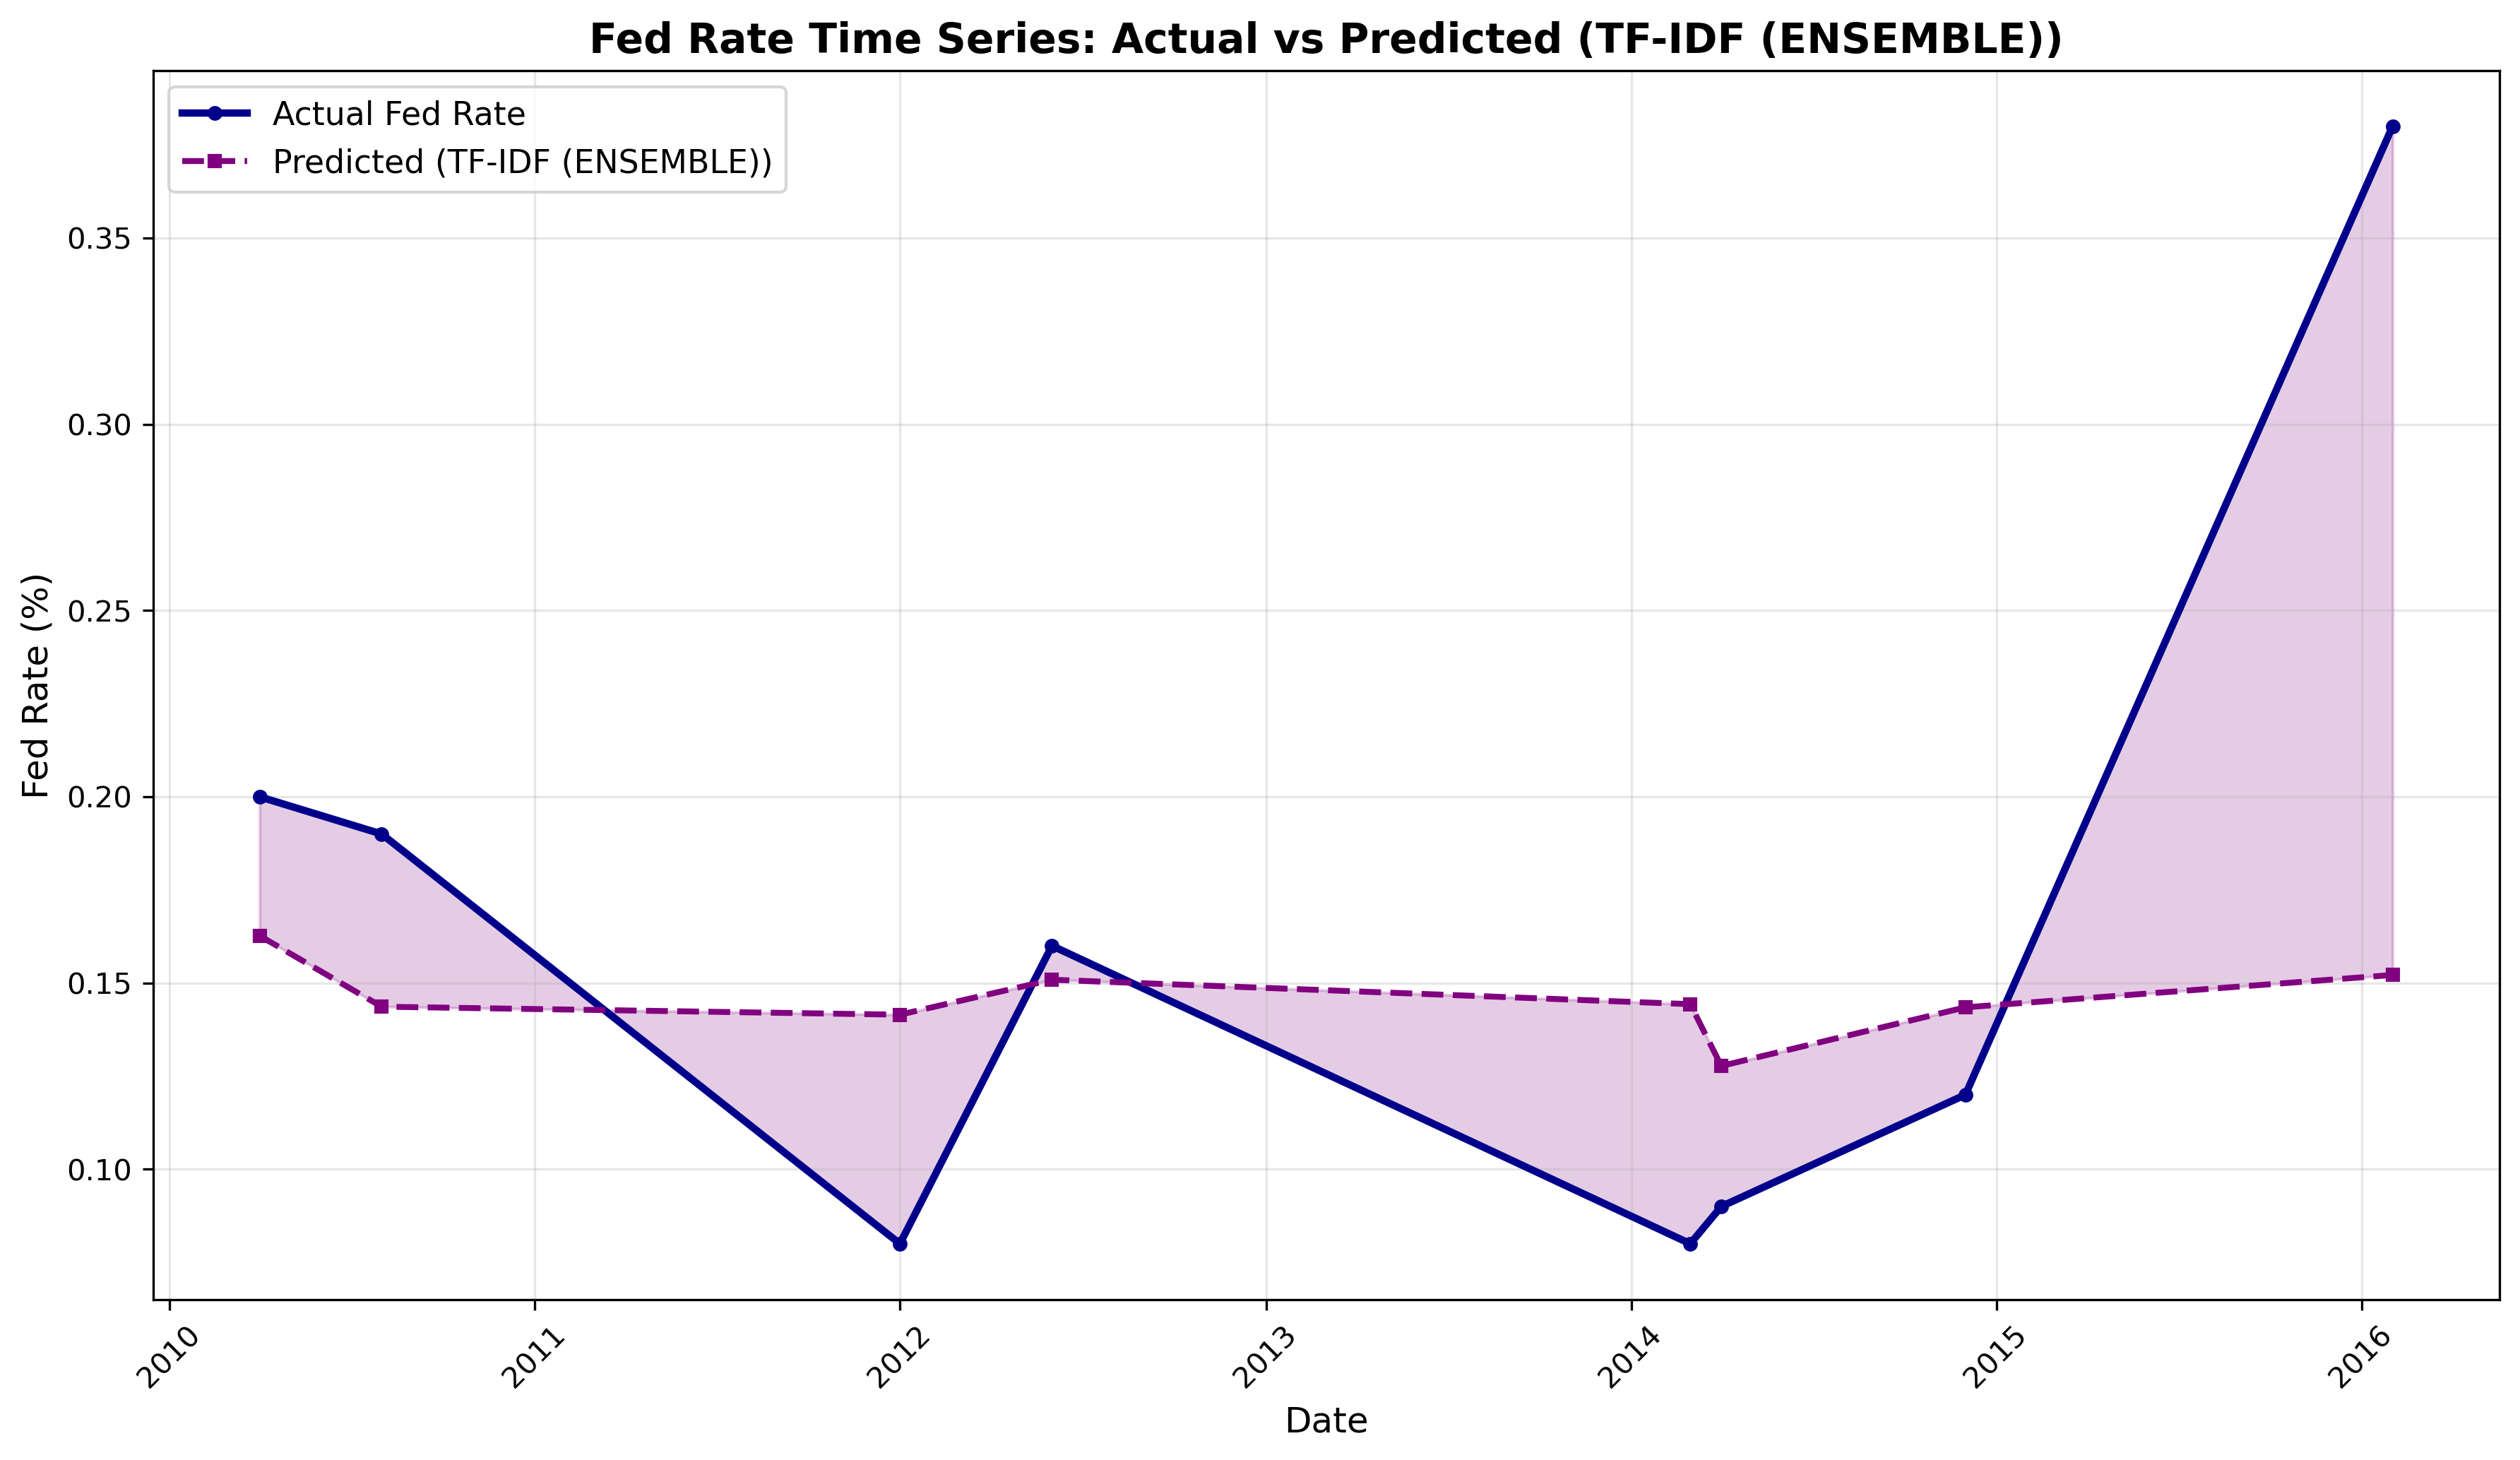 Fed Rate Time Series: Actual vs Predicted (TF-IDF (ENSEMBLE))
Actual Fed Rate
Predicted (TF-IDF (ENSEMBLE))
Fed Rate (%)
0.35
0.30
0.25
0.20
0.15
0.10
2010
2011
2012
2013
2014
2015
2016
Date